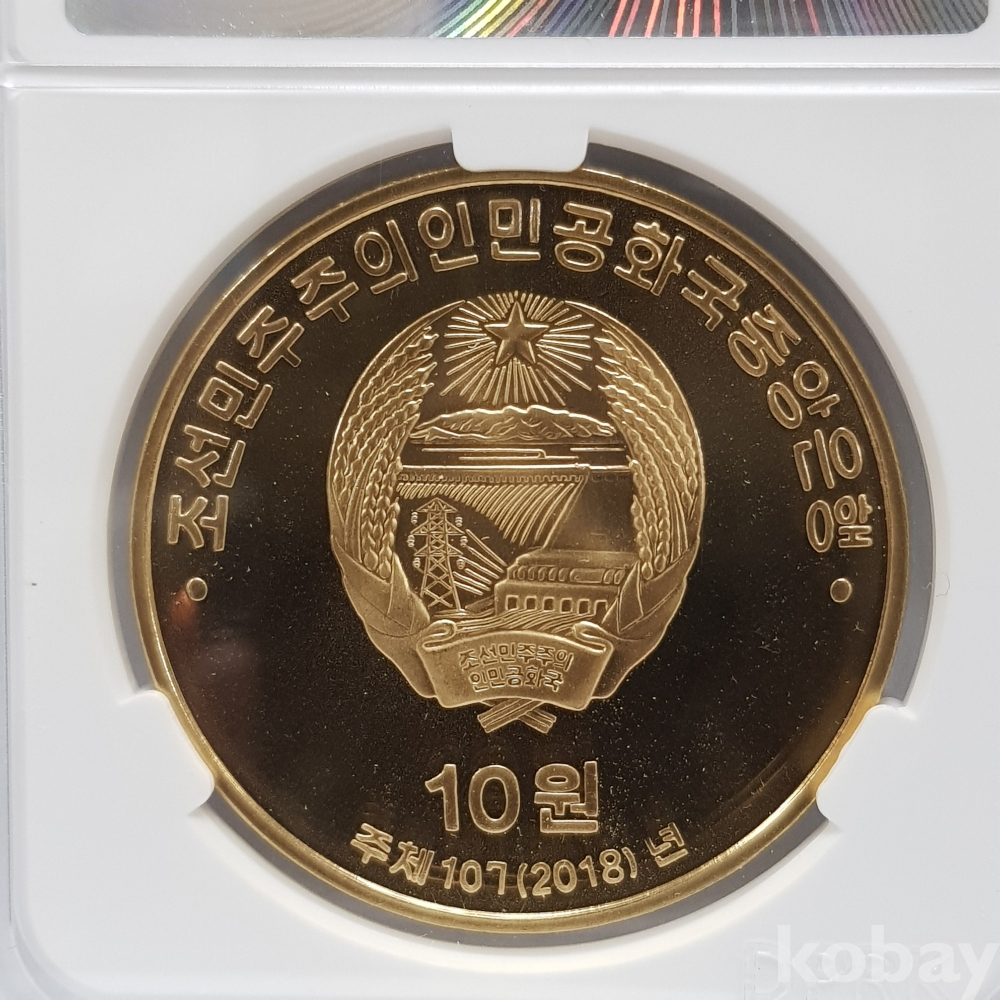 조선민주주의인민공화국중앙은행
조선민주주의
인민공화국
10원
주체107(2018)년
kobay